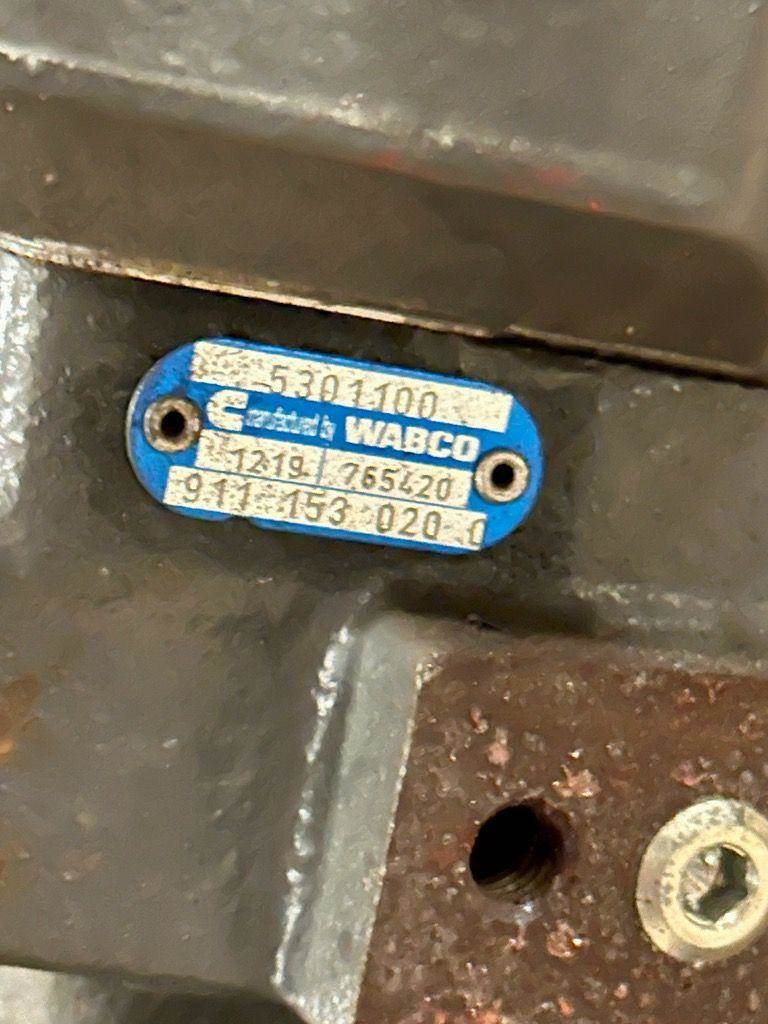 5301100
manufactured by WABCO
1219 765420
911 153 020 0